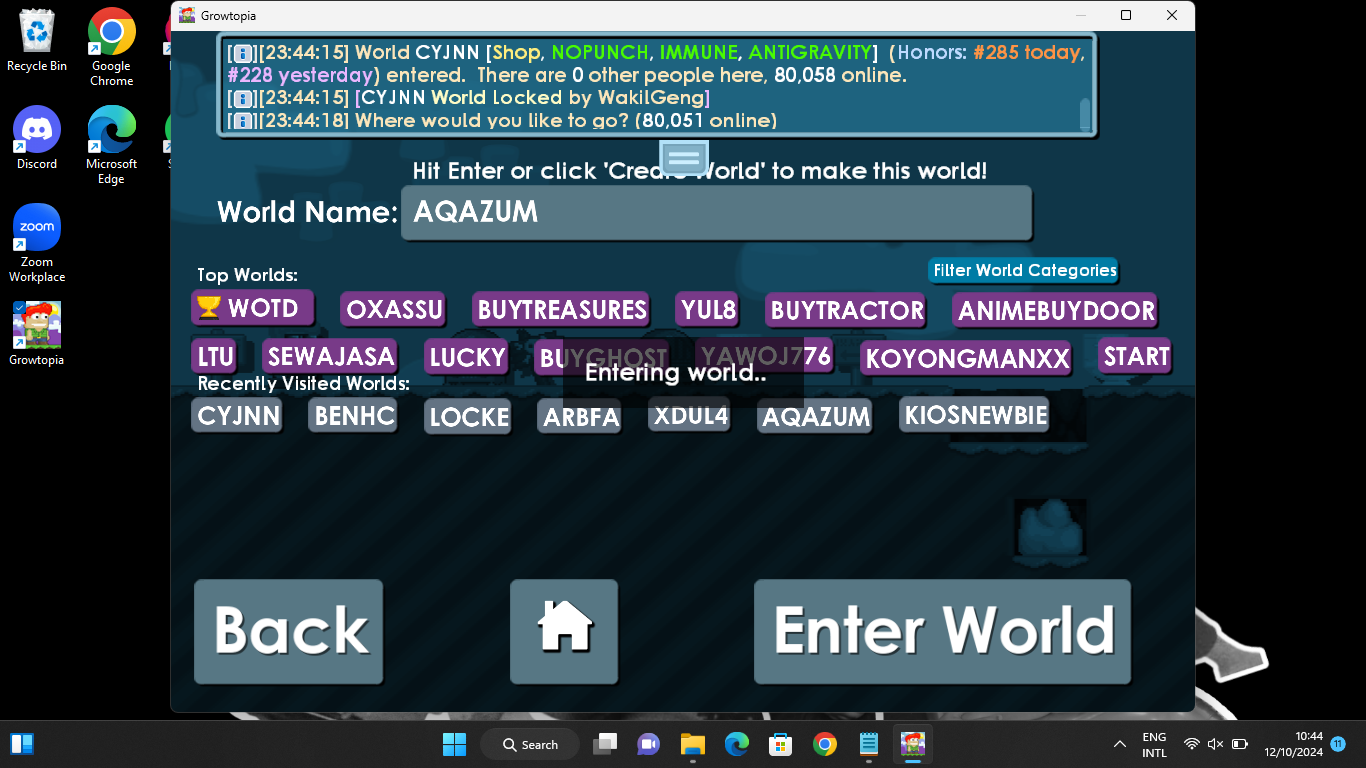 Growtopia
Recycle Bin
Google Chrome
Discord
Microsoft Edge
Zoom Workplace
zoom
Growtopia
[i][23:44:15] World CYJNN [Shop, NOPUNCH, IMMUNE, ANTIGRAVITY] (Honors: #285 today,
#228 yesterday) entered. There are 0 other people here, 80,058 online.
[i][23:44:15] [CYJNN World Locked by WakilGeng]
[i][23:44:18] Where would you like to go? (80,051 online)
Hit Enter or click 'Create World' to make this world!
World Name: AQAZUM
Top Worlds:
Filter World Categories
WOTD OXASSU BUYTREASURES YUL8 BUYTRACTOR ANIMEBUYDOOR
LTU SEWAJASA LUCKY BUYGHOST YAWOJ776 KOYONGMANXX START
Entering world..
Recently Visited Worlds:
CYJNN BENHC LOCKE ARBFA XDUL4 AQAZUM KIOSNEWBIE
Back
Enter World
Search
ENG
INTL
10:44
12/10/2024
11